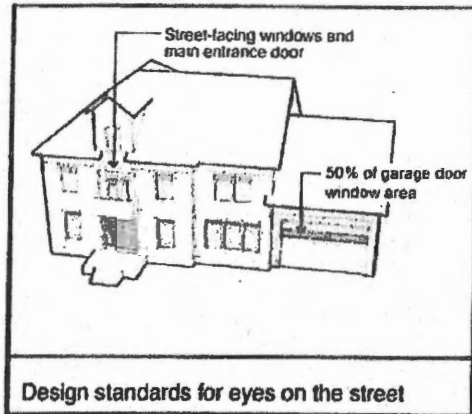 Street-facing windows and
main entrance door
50% of garage door
window area
Design standards for eyes on the street